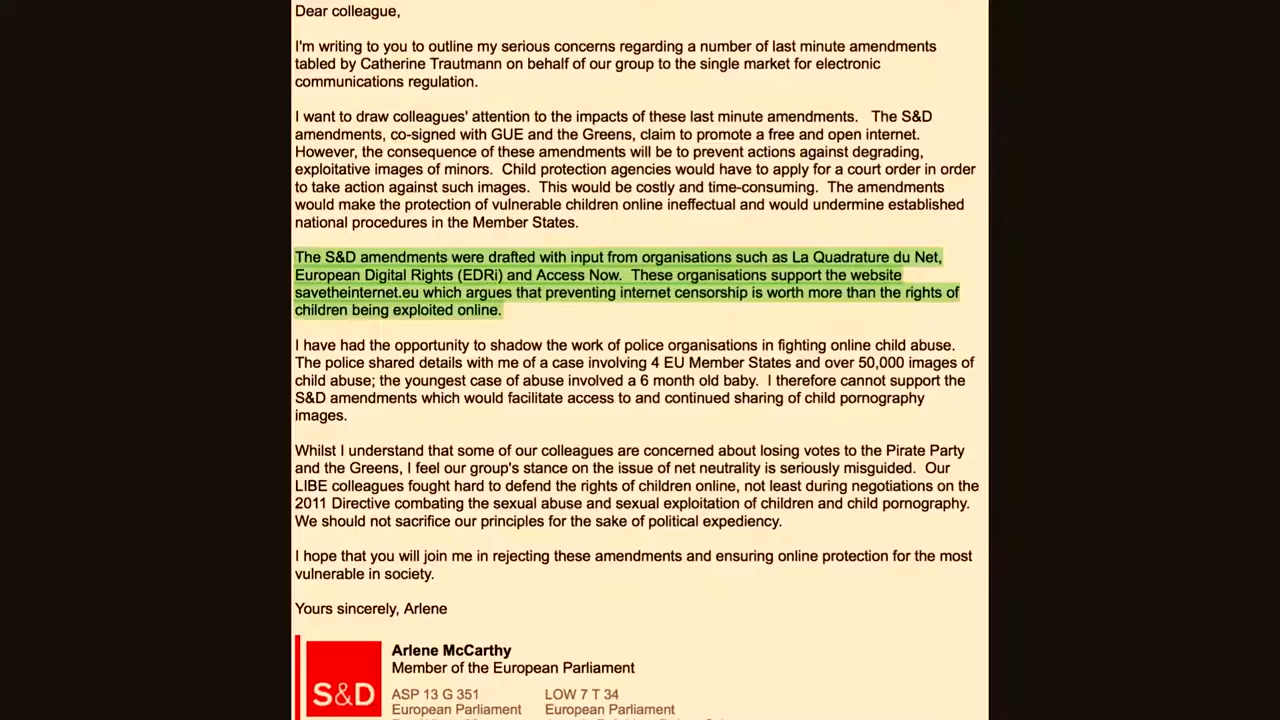 Dear colleague,
I'm writing to you to outline my serious concerns regarding a number of last minute amendments
tabled by Catherine Trautmann on behalf of our group to the single market for electronic
communications regulation.
I want to draw colleagues' attention to the impacts of these last minute amendments.   The S&D
amendments, co-signed with GUE and the Greens, claim to promote a free and open internet.
However, the consequence of these amendments will be to prevent actions against degrading,
exploitative images of minors.  Child protection agencies would have to apply for a court order in order
to take action against such images.  This would be costly and time-consuming.  The amendments
would make the protection of vulnerable children online ineffectual and would undermine established
national procedures in the Member States.
The S&D amendments were drafted with input from organisations such as La Quadrature du Net,
European Digital Rights (EDRi) and Access Now.  These organisations support the website
savetheinternet.eu which argues that preventing internet censorship is worth more than the rights of
children being exploited online.
I have had the opportunity to shadow the work of police organisations in fighting online child abuse.
The police shared details with me of a case involving 4 EU Member States and over 50,000 images of
child abuse; the youngest case of abuse involved a 6 month old baby.  I therefore cannot support the
S&D amendments which would facilitate access to and continued sharing of child pornography
images.
Whilst I understand that some of our colleagues are concerned about losing votes to the Pirate Party
and the Greens, I feel our group's stance on the issue of net neutrality is seriously misguided.  Our
LIBE colleagues fought hard to defend the rights of children online, not least during negotiations on the
2011 Directive combating the sexual abuse and sexual exploitation of children and child pornography.
We should not sacrifice our principles for the sake of political expediency.
I hope that you will join me in rejecting these amendments and ensuring online protection for the most
vulnerable in society.
Yours sincerely, Arlene
S&D
Arlene McCarthy
Member of the European Parliament
ASP 13 G 351 LOW 7 T 34
European Parliament European Parliament